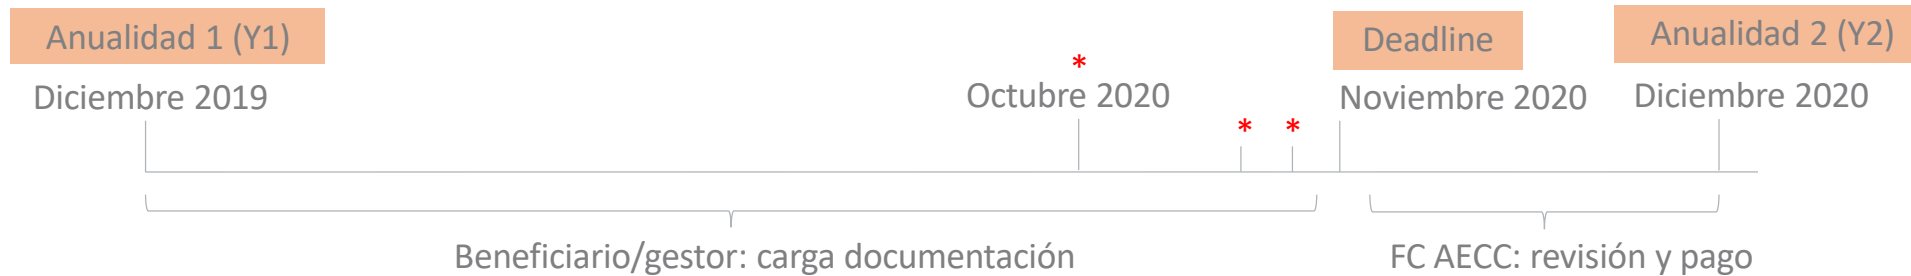 Anualidad 1 (Y1)
Diciembre 2019
*
Octubre 2020
* *
Deadline
Noviembre 2020
Anualidad 2 (Y2)
Diciembre 2020
Beneficiario/gestor: carga documentación
FC AECC: revisión y pago